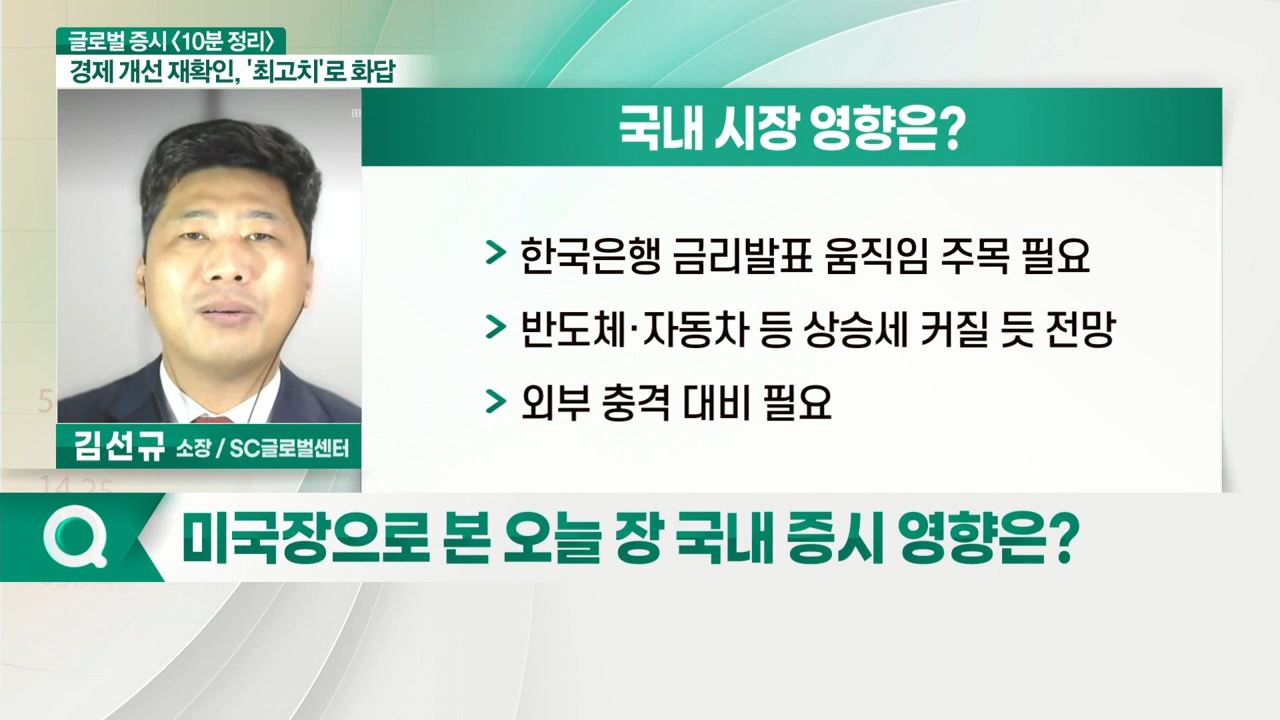 글로벌 증시 <10분 정리>
경제 개선 재확인, '최고치'로 화답
국내 시장 영향은?
> 한국은행 금리발표 움직임 주목 필요
> 반도체·자동차 등 상승세 커질 듯 전망
> 외부 충격 대비 필요
김선규 소장 / SC글로벌센터
Q 미국장으로 본 오늘 장 국내 증시 영향은?